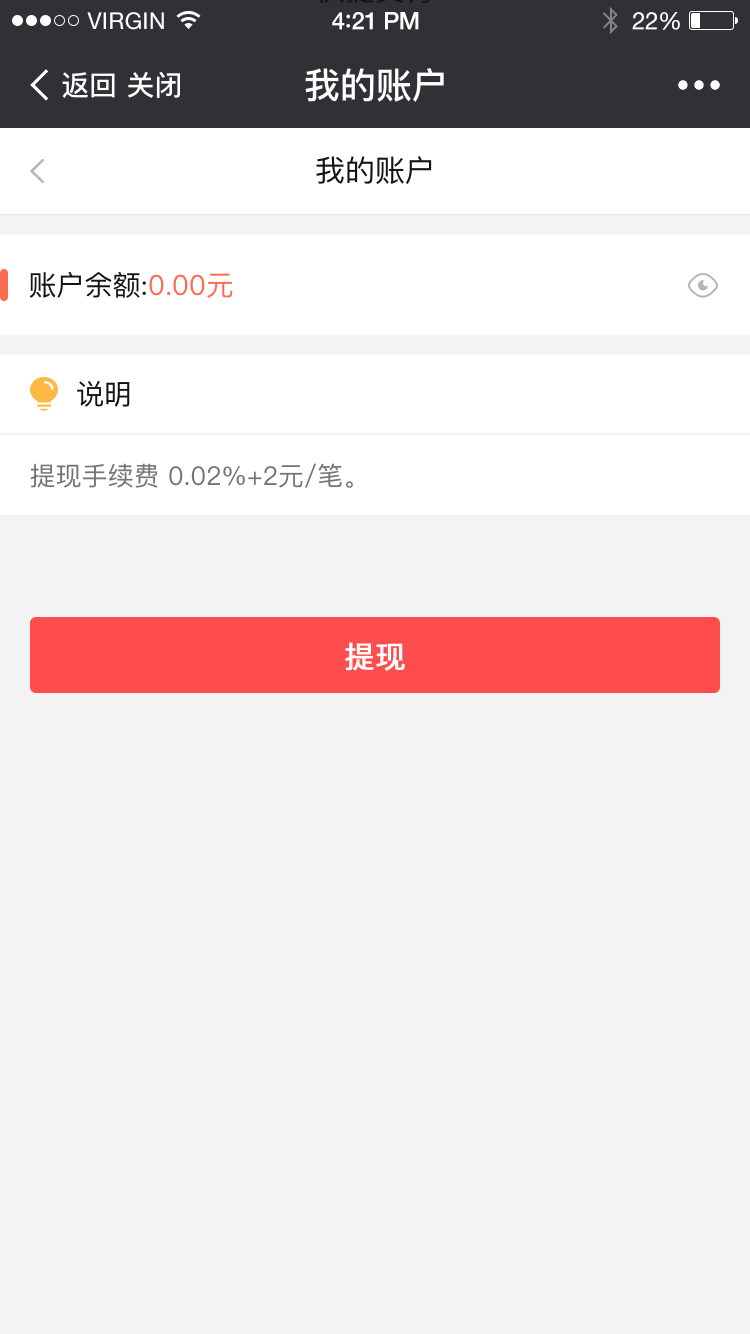 VIRGIN 4:21 PM 22%
返回 关闭 我的账户
我的账户
账户余额:0.00元
说明
提现手续费 0.02%+2元/笔。
提现